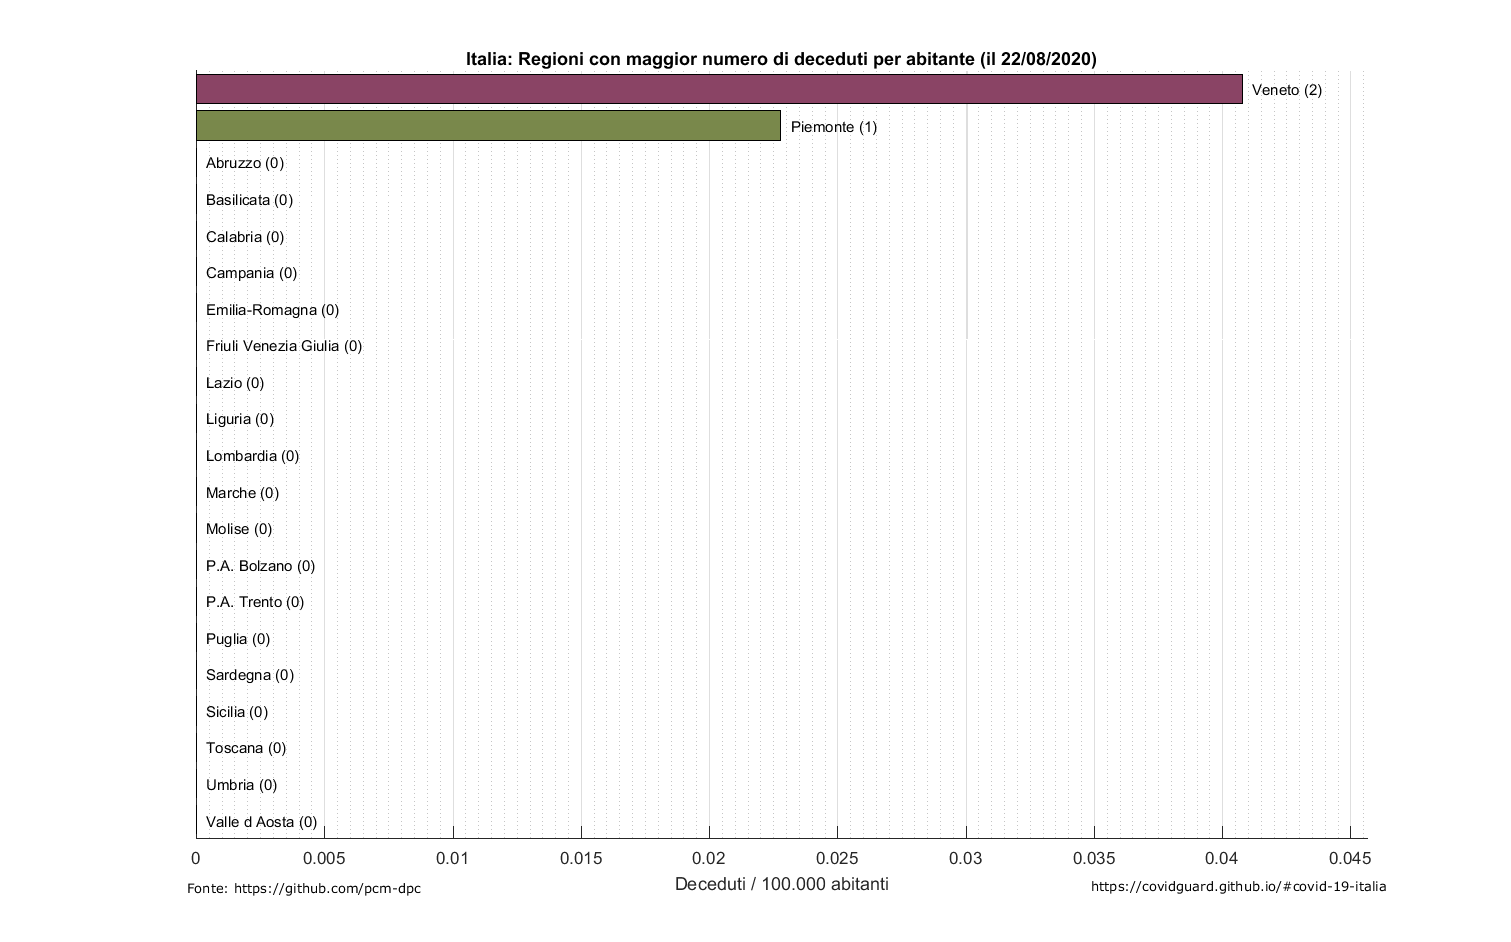 Italia: Regioni con maggior numero di deceduti per abitante (il 22/08/2020)
Veneto (2)
Piemonte (1)
Abruzzo (0)
Basilicata (0)
Calabria (0)
Campania (0)
Emilia-Romagna (0)
Friuli Venezia Giulia (0)
Lazio (0)
Liguria (0)
Lombardia (0)
Marche (0)
Molise (0)
P.A. Bolzano (0)
P.A. Trento (0)
Puglia (0)
Sardegna (0)
Sicilia (0)
Toscana (0)
Umbria (0)
Valle d Aosta (0)
0 0.005 0.01 0.015 0.02 0.025 0.03 0.035 0.04 0.045
Deceduti / 100.000 abitanti
Fonte: https://github.com/pcm-dpc
https://covidguard.github.io/#covid-19-italia